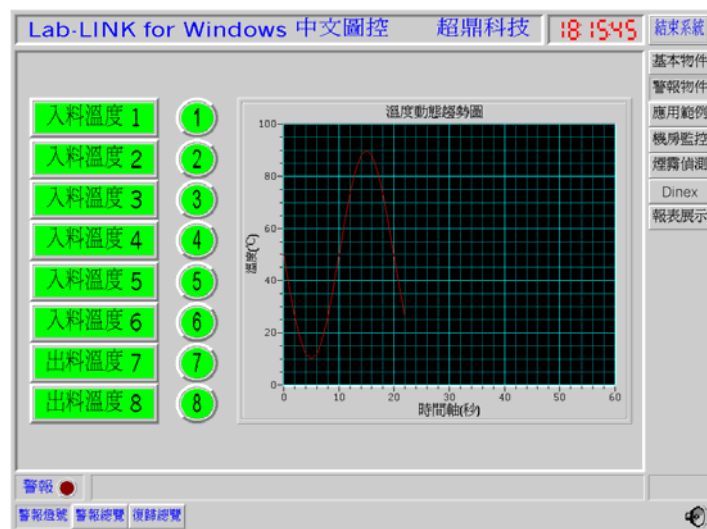 Lab-LINK for Windows 中文圖控 超鼎科技 18:15:45 結束系統
基本物件
警報物件
應用範例
機房監控
煙霧偵測
Dinex
報表展示
入料溫度 1 1
入料溫度 2 2
入料溫度 3 3
入料溫度 4 4
入料溫度 5 5
入料溫度 6 6
出料溫度 7 7
出料溫度 8 8
溫度動態趨勢圖
100
80
60
40
20
0
溫度(℃)
0 10 20 30 40 50 60
時間軸(秒)
警報
警報燈號 警報總覽 復歸總覽